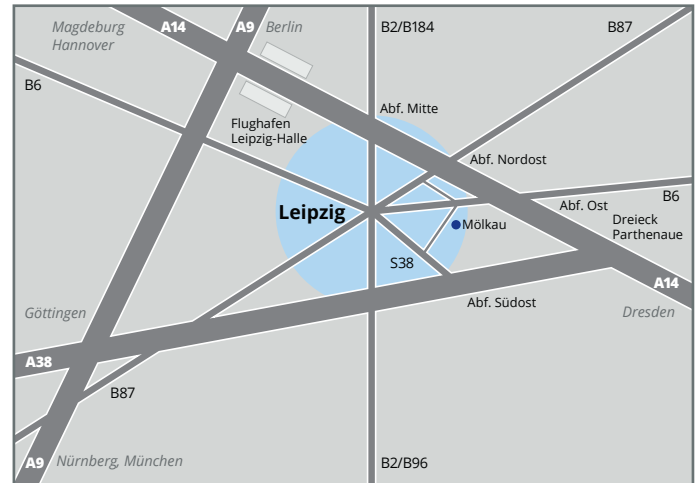 Magdeburg
Hannover
A14
A9
Berlin
B2/B184
B87
B6
Abf. Mitte
Flughafen
Leipzig-Halle
Abf. Nordost
B6
Abf. Ost
Leipzig
Mölkau
Dreieck
Parthenaue
S38
A14
Abf. Südost
Göttingen
Dresden
A38
B87
A9
Nürnberg, München
B2/B96